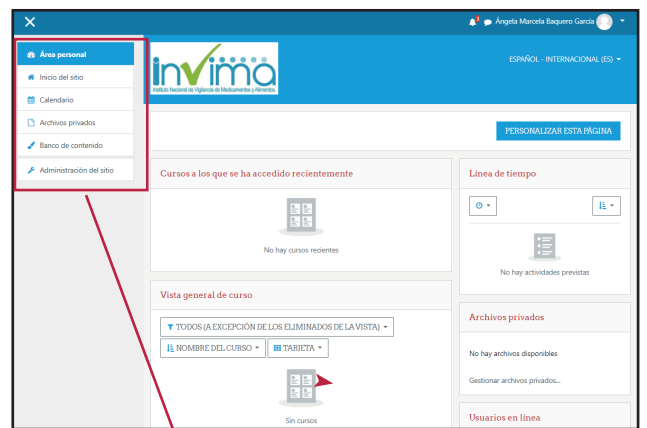 3
Ángela Marcela Baquero García
Área personal
Inicio del sitio
Calendario
Archivos privados
Banco de contenido
Administración del sitio
invima
Instituto Nacional de Vigilancia de Medicamentos y Alimentos.
ESPAÑOL - INTERNACIONAL (ES)
PERSONALIZAR ESTA PÁGINA
Cursos a los que se ha accedido recientemente
No hay cursos recientes
Vista general de curso
TODOS (A EXCEPCIÓN DE LOS ELIMINADOS DE LA VISTA)
NOMBRE DEL CURSO
TARJETA
Sin cursos
Línea de tiempo
No hay actividades previstas
Archivos privados
No hay archivos disponibles
Gestionar archivos privados...
Usuarios en línea